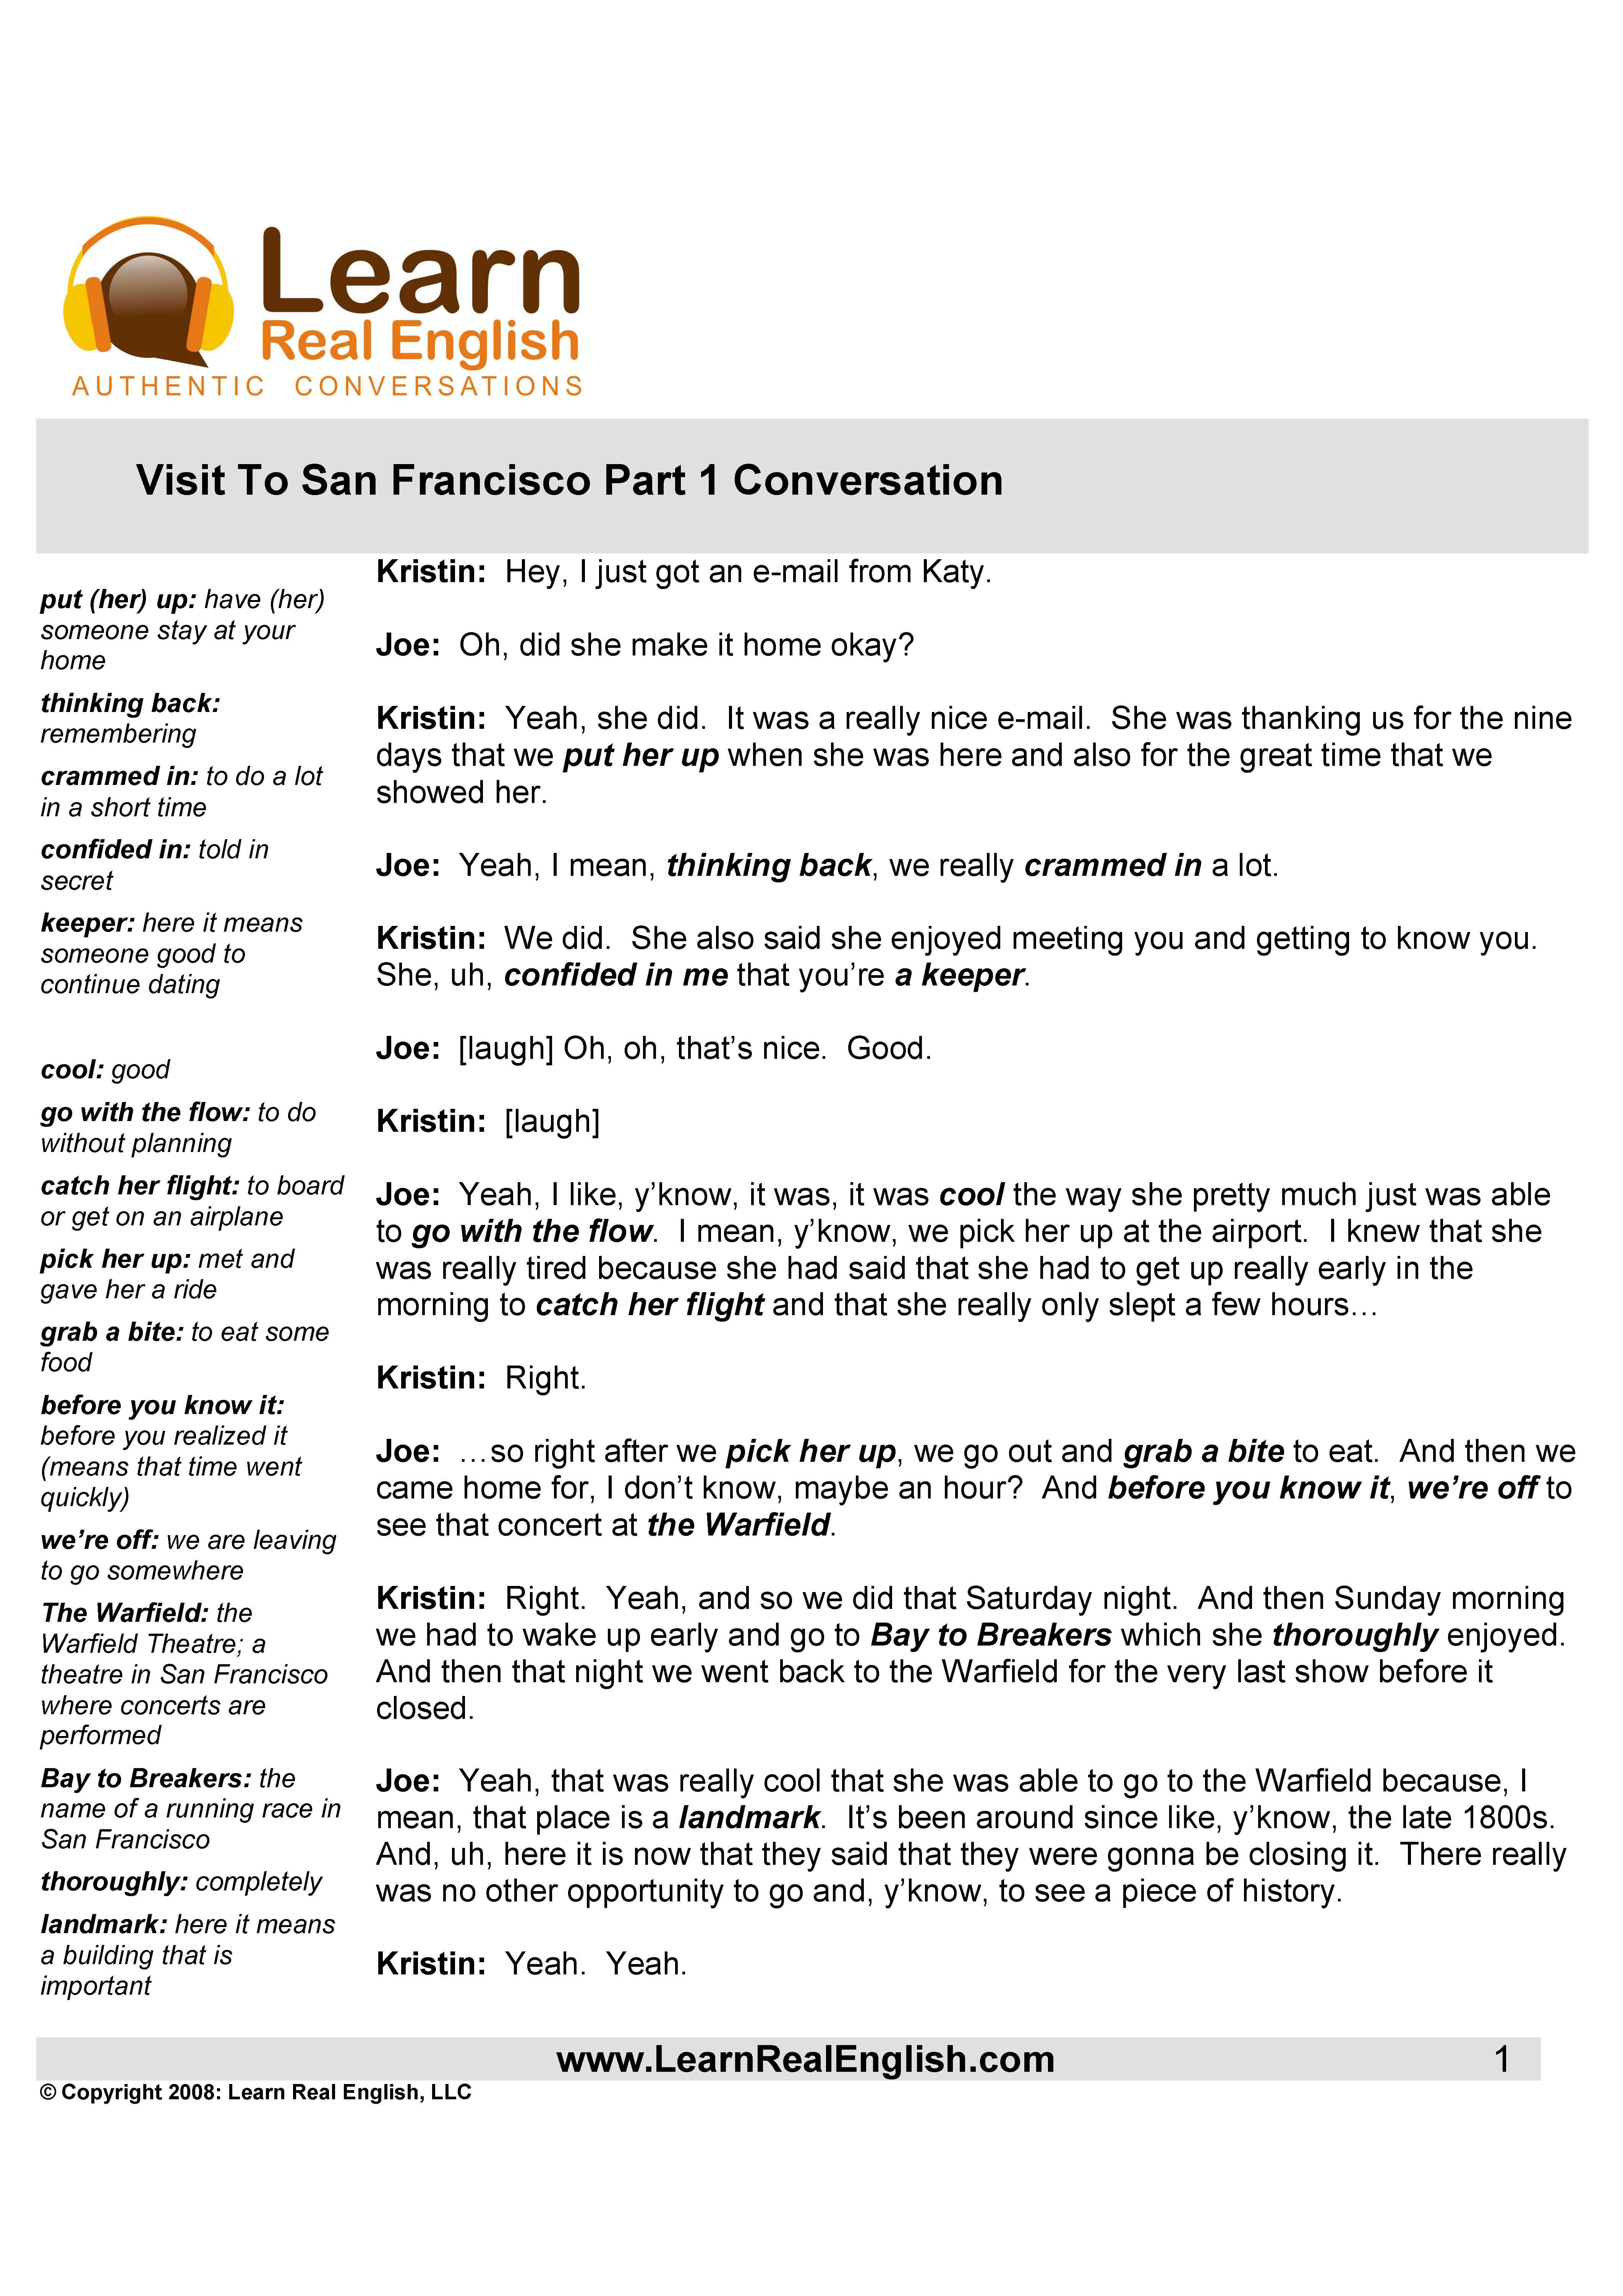 Learn
Real English
AUTHENTIC CONVERSATIONS
Visit To San Francisco Part 1 Conversation
put (her) up: have (her)
someone stay at your
home
thinking back:
remembering
crammed in: to do a lot
in a short time
confided in: told in
secret
keeper: here it means
someone good to
continue dating
cool: good
go with the flow: to do
without planning
catch her flight: to board
or get on an airplane
pick her up: met and
gave her a ride
grab a bite: to eat some
food
before you know it:
before you realized it
(means that time went
quickly)
we’re off: we are leaving
to go somewhere
The Warfield: the
Warfield Theatre; a
theatre in San Francisco
where concerts are
performed
Bay to Breakers: the
name of a running race in
San Francisco
thoroughly: completely
landmark: here it means
a building that is
important
Kristin: Hey, I just got an e-mail from Katy.
Joe: Oh, did she make it home okay?
Kristin: Yeah, she did. It was a really nice e-mail. She was thanking us for the nine
days that we put her up when she was here and also for the great time that we
showed her.
Joe: Yeah, I mean, thinking back, we really crammed in a lot.
Kristin: We did. She also said she enjoyed meeting you and getting to know you.
She, uh, confided in me that you’re a keeper.
Joe: [laugh] Oh, oh, that’s nice. Good.
Kristin: [laugh]
Joe: Yeah, I like, y’know, it was, it was cool the way she pretty much just was able
to go with the flow. I mean, y’know, we pick her up at the airport. I knew that she
was really tired because she had said that she had to get up really early in the
morning to catch her flight and that she really only slept a few hours…
Kristin: Right.
Joe: …so right after we pick her up, we go out and grab a bite to eat. And then we
came home for, I don’t know, maybe an hour? And before you know it, we’re off to
see that concert at the Warfield.
Kristin: Right. Yeah, and so we did that Saturday night. And then Sunday morning
we had to wake up early and go to Bay to Breakers which she thoroughly enjoyed.
And then that night we went back to the Warfield for the very last show before it
closed.
Joe: Yeah, that was really cool that she was able to go to the Warfield because, I
mean, that place is a landmark. It’s been around since like, y’know, the late 1800s.
And, uh, here it is now that they said that they were gonna be closing it. There really
was no other opportunity to go and, y’know, to see a piece of history.
Kristin: Yeah. Yeah.
www.LearnRealEnglish.com 1
© Copyright 2008: Learn Real English, LLC